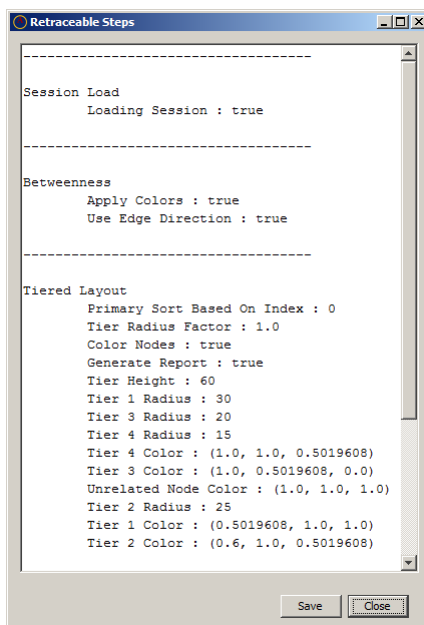 Retraceable Steps
------------------------------------
Session Load
Loading Session : true
------------------------------------
Betweenness
Apply Colors : true
Use Edge Direction : true
------------------------------------
Tiered Layout
Primary Sort Based On Index : 0
Tier Radius Factor : 1.0
Color Nodes : true
Generate Report : true
Tier Height : 60
Tier 1 Radius : 30
Tier 3 Radius : 20
Tier 4 Radius : 15
Tier 4 Color : (1.0, 1.0, 0.5019608)
Tier 3 Color : (1.0, 0.5019608, 0.0)
Unrelated Node Color : (1.0, 1.0, 1.0)
Tier 2 Radius : 25
Tier 1 Color : (0.5019608, 1.0, 1.0)
Tier 2 Color : (0.6, 1.0, 0.5019608)
Save Close